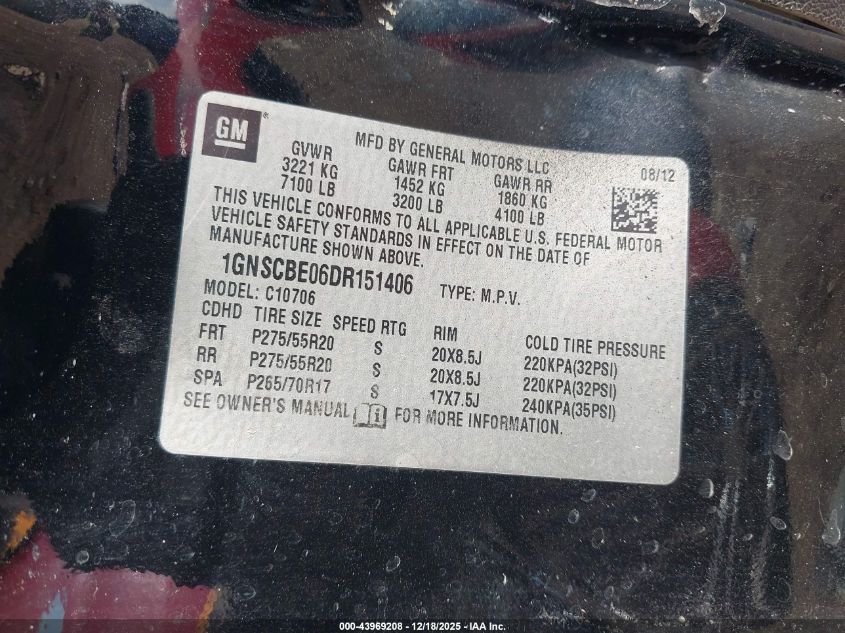 GM ®
MFD BY GENERAL MOTORS LLC 08/12
GVWR GAWR FRT GAWR RR
3221 KG 1452 KG 1860 KG
7100 LB 3200 LB 4100 LB
THIS VEHICLE CONFORMS TO ALL APPLICABLE U.S. FEDERAL MOTOR
VEHICLE SAFETY STANDARDS IN EFFECT ON THE DATE OF
MANUFACTURE SHOWN ABOVE.
1GNSCBE06DR151406 TYPE: M.P.V.
MODEL: C10706
CDHD TIRE SIZE SPEED RTG RIM COLD TIRE PRESSURE
FRT P275/55R20 S 20X8.5J 220KPA(32PSI)
RR P275/55R20 S 20X8.5J 220KPA(32PSI)
SPA P265/70R17 S 17X7.5J 240KPA(35PSI)
SEE OWNER'S MANUAL i FOR MORE INFORMATION.
000-43969208 - 12/18/2025 - IAA Inc.